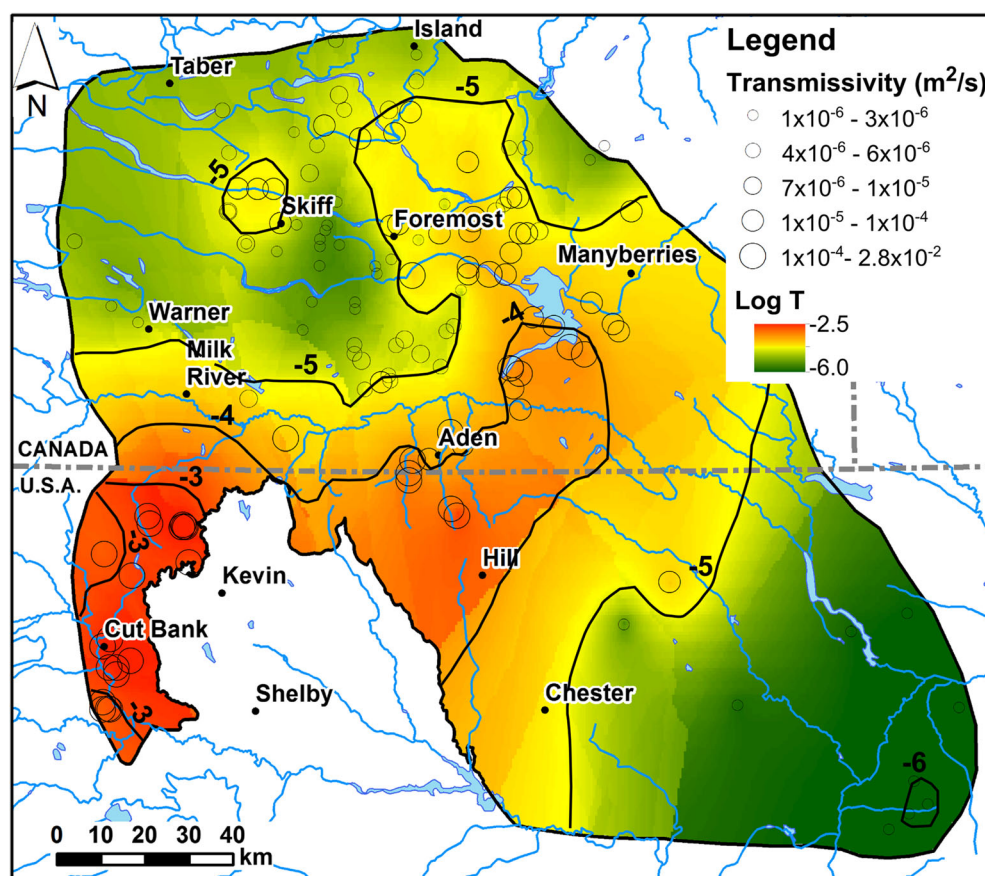 Island
Taber
N
-5
-5
Skiff
Foremost
Manyberries
Warner
-4
Milk
River
-5
-4
Aden
CANADA
U.S.A.
-3
-3
Hill
-5
Kevin
Cut Bank
Shelby
Chester
-3
-6
0 10 20 30 40
km
Legend
Transmissivity (m²/s)
1x10⁻⁶ - 3x10⁻⁶
4x10⁻⁶ - 6x10⁻⁶
7x10⁻⁶ - 1x10⁻⁵
1x10⁻⁵ - 1x10⁻⁴
1x10⁻⁴- 2.8x10⁻²
Log T
-2.5
-6.0